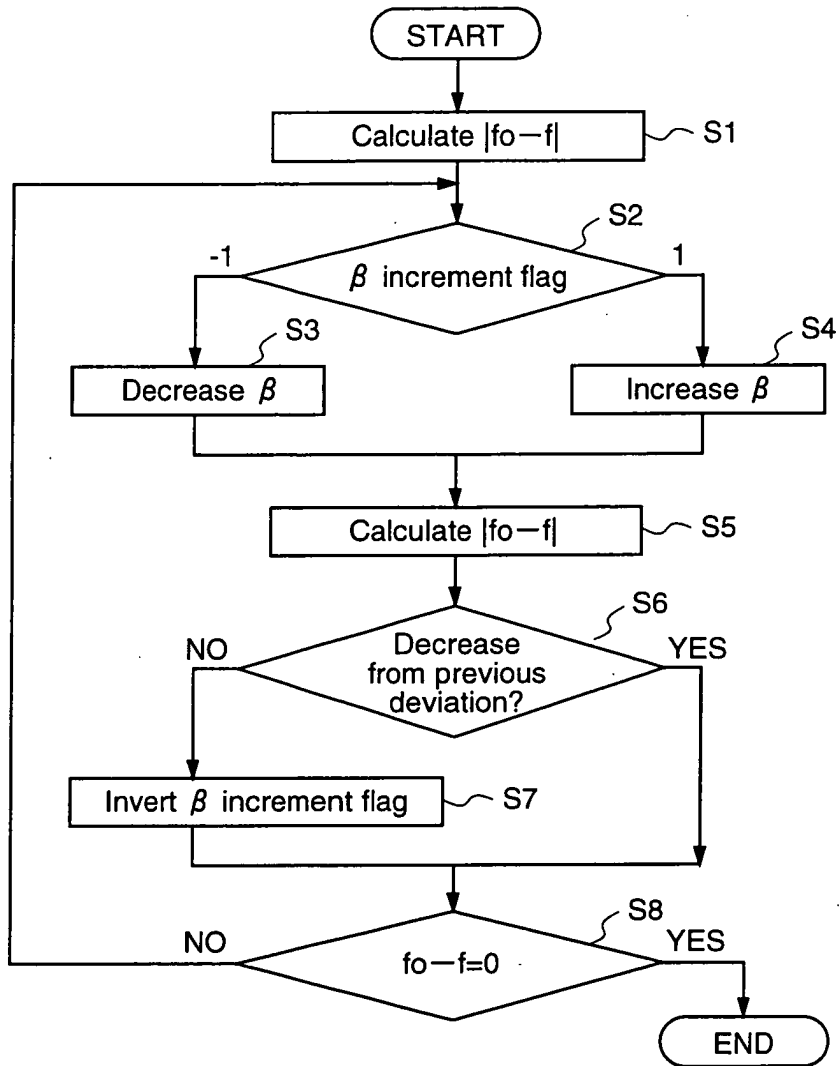 START
Calculate |fo－f|
S1
S2
-1
1
β increment flag
S3
S4
Decrease β
Increase β
Calculate |fo－f|
S5
S6
NO
YES
Decrease
from previous
deviation?
Invert β increment flag
S7
S8
NO
YES
fo－f=0
END